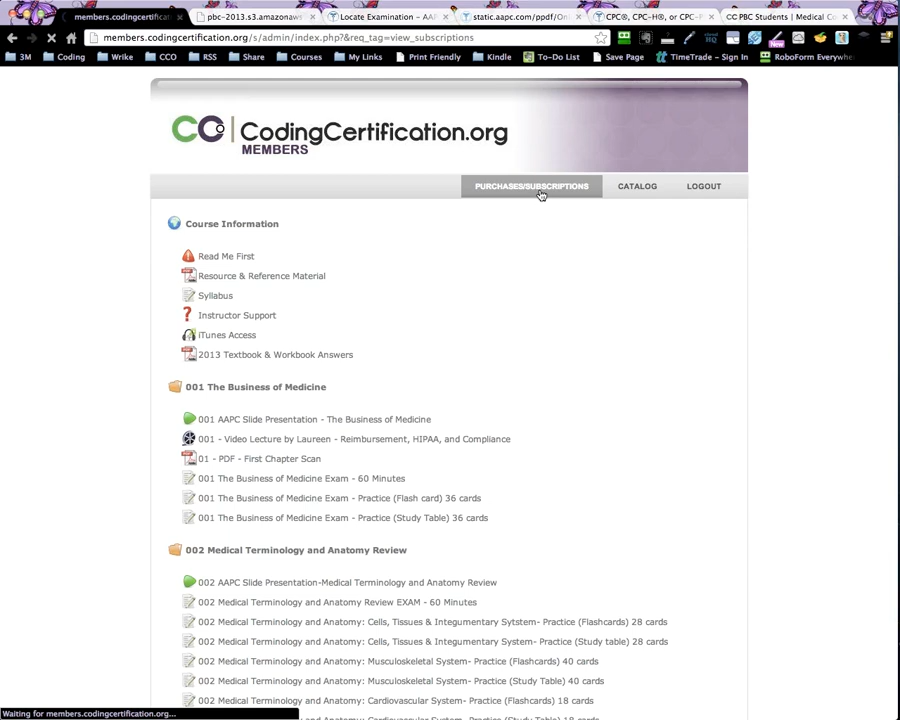 members.codingcertificat
pbc-2013.s3.amazonaw
Locate Examination – AAP
static.aapc.com/ppdf/On
CPC®, CPC-H®, or CPC-P
CC PBC Students | Medical Co
members.codingcertification.org/s/admin/index.php?&req_tag=view_subscriptions
3M Coding Wrike CCO RSS Share Courses My Links Print Friendly Kindle To-Do List Save Page TimeTrade – Sign In RoboForm Everywhe
CO | CodingCertification.org
MEMBERS
PURCHASES/SUBSCRIPTIONS CATALOG LOGOUT
Course Information
Read Me First
Resource & Reference Material
Syllabus
Instructor Support
iTunes Access
2013 Textbook & Workbook Answers
001 The Business of Medicine
001 AAPC Slide Presentation - The Business of Medicine
001 - Video Lecture by Laureen - Reimbursement, HIPAA, and Compliance
01 - PDF - First Chapter Scan
001 The Business of Medicine Exam - 60 Minutes
001 The Business of Medicine Exam - Practice (Flash card) 36 cards
001 The Business of Medicine Exam - Practice (Study Table) 36 cards
002 Medical Terminology and Anatomy Review
002 AAPC Slide Presentation-Medical Terminology and Anatomy Review
002 Medical Terminology and Anatomy Review EXAM - 60 Minutes
002 Medical Terminology and Anatomy: Cells, Tissues & Integumentary Sytstem- Practice (Flashcards) 28 cards
002 Medical Terminology and Anatomy: Cells, Tissues & Integumentary System- Practice (Study table) 28 cards
002 Medical Terminology and Anatomy: Musculoskeletal System- Practice (Flashcards) 40 cards
002 Medical Terminology and Anatomy: Musculoskeletal System- Practice (Study Table) 40 cards
002 Medical Terminology and Anatomy: Cardiovascular System- Practice (Flashcards) 18 cards
Waiting for members.codingcertification.org...